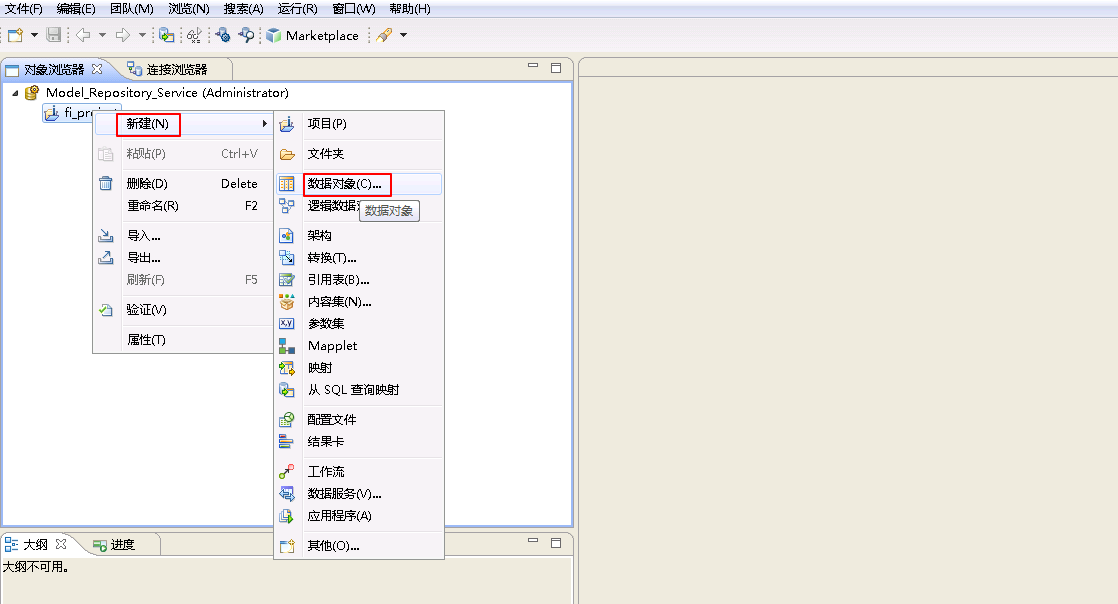 文件(F) 编辑(E) 团队(M) 浏览(N) 搜索(A) 运行(R) 窗口(W) 帮助(H)
Marketplace
对象浏览器 连接浏览器
Model_Repository_Service (Administrator)
新建(N)
粘贴(P) Ctrl+V
删除(D) Delete
重命名(R) F2
导入...
导出...
刷新(F) F5
验证(V)
属性(T)
项目(P)
文件夹
数据对象(C)...
逻辑数据
数据对象
架构
转换(T)...
引用表(B)...
内容集(N)...
参数集
Mapplet
映射
从 SQL 查询映射
配置文件
结果卡
工作流
数据服务(V)...
应用程序(A)
其他(O)...
大纲 进度
大纲不可用。